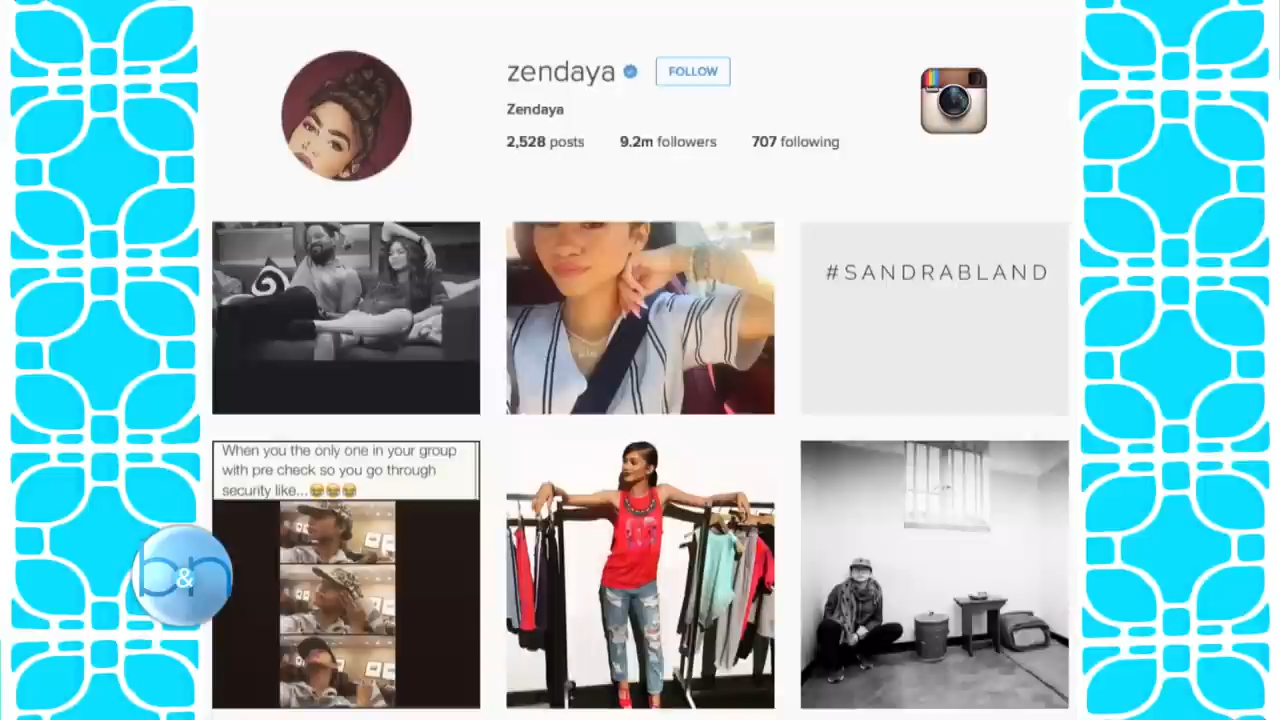 zendaya FOLLOW
Zendaya
2,528 posts 9.2m followers 707 following
#SANDRABLAND
When you the only one in your group
with pre check so you go through
security like...😂😂😂
b&n